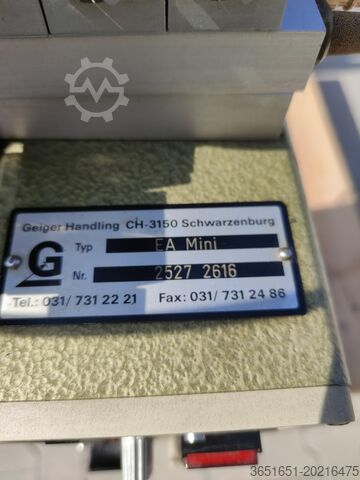 Geiger Handling CH-3150 Schwarzenburg
G
Typ EA Mini
Nr. 2527 2616
Tel.: 031/ 731 22 21 Fax: 031/ 731 24 86
3651651-20216475